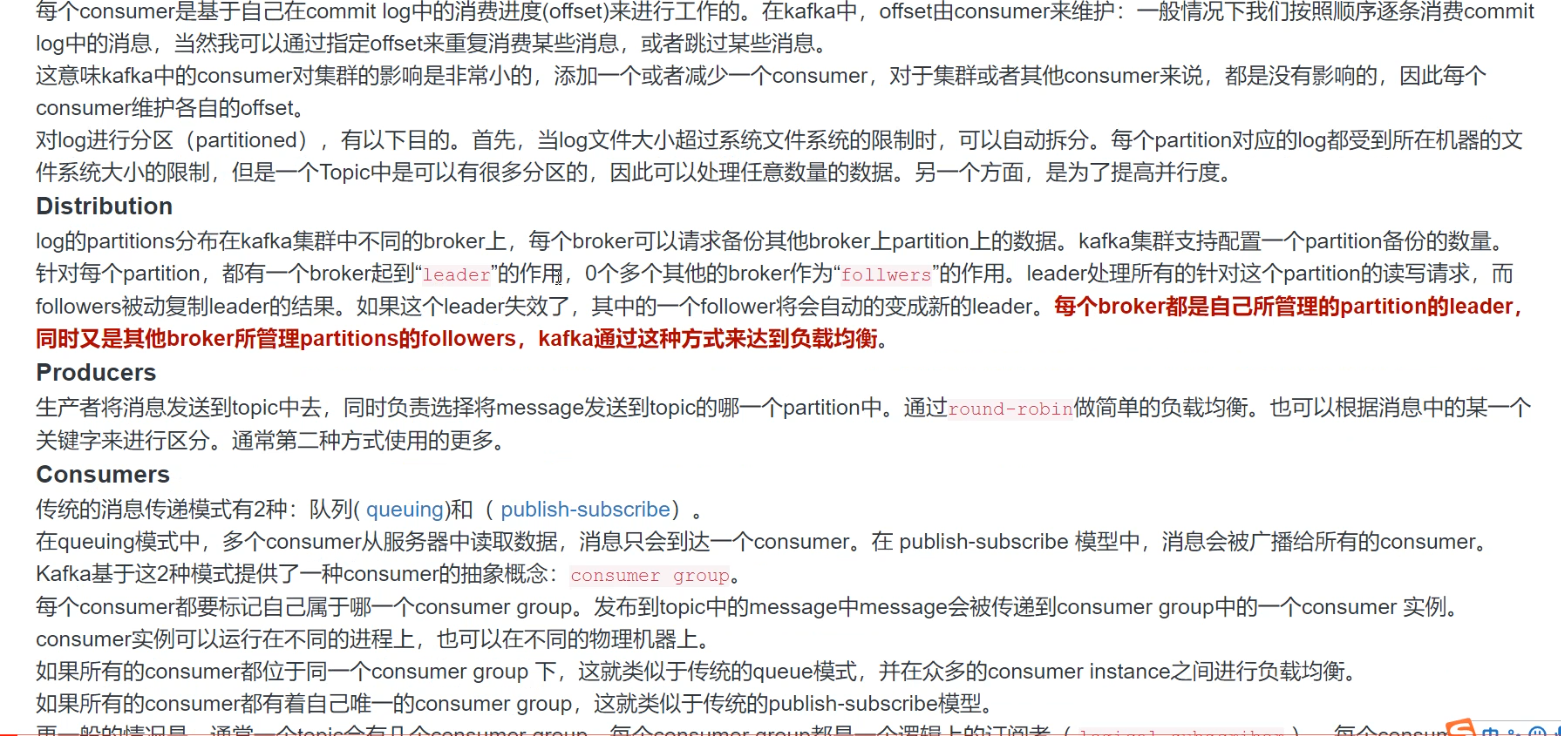 每个consumer是基于自己在commit log中的消费进度(offset)来进行工作的。在kafka中，offset由consumer来维护：一般情况下我们按照顺序逐条消费commit
log中的消息，当然我可以通过指定offset来重复消费某些消息，或者跳过某些消息。
这意味kafka中的consumer对集群的影响是非常小的，添加一个或者减少一个consumer，对于集群或者其他consumer来说，都是没有影响的，因此每个
consumer维护各自的offset。
对log进行分区（partitioned），有以下目的。首先，当log文件大小超过系统文件系统的限制时，可以自动拆分。每个partition对应的log都受到所在机器的文
件系统大小的限制，但是一个Topic中是可以有很多分区的，因此可以处理任意数量的数据。另一个方面，是为了提高并行度。
Distribution
log的partitions分布在kafka集群中不同的broker上，每个broker可以请求备份其他broker上partition上的数据。kafka集群支持配置一个partition备份的数量。
针对每个partition，都有一个broker起到“leader”的作用，0个多个其他的broker作为“follwers”的作用。leader处理所有的针对这个partition的读写请求，而
followers被动复制leader的结果。如果这个leader失效了，其中的一个follower将会自动的变成新的leader。每个broker都是自己所管理的partition的leader，
同时又是其他broker所管理partitions的followers，kafka通过这种方式来达到负载均衡。
Producers
生产者将消息发送到topic中去，同时负责选择将message发送到topic的哪一个partition中。通过round-robin做简单的负载均衡。也可以根据消息中的某一个
关键字来进行区分。通常第二种方式使用的更多。
Consumers
传统的消息传递模式有2种：队列( queuing)和（ publish-subscribe）。
在queuing模式中，多个consumer从服务器中读取数据，消息只会到达一个consumer。在 publish-subscribe 模型中，消息会被广播给所有的consumer。
Kafka基于这2种模式提供了一种consumer的抽象概念：consumer group。
每个consumer都要标记自己属于哪一个consumer group。发布到topic中的message中message会被传递到consumer group中的一个consumer 实例。
consumer实例可以运行在不同的进程上，也可以在不同的物理机器上。
如果所有的consumer都位于同一个consumer group 下，这就类似于传统的queue模式，并在众多的consumer instance之间进行负载均衡。
如果所有的consumer都有着自己唯一的consumer group，这就类似于传统的publish-subscribe模型。
更一般的情况是，通常一个topic会有几个consumer group，每个consumer group都是一个逻辑上的订阅者（